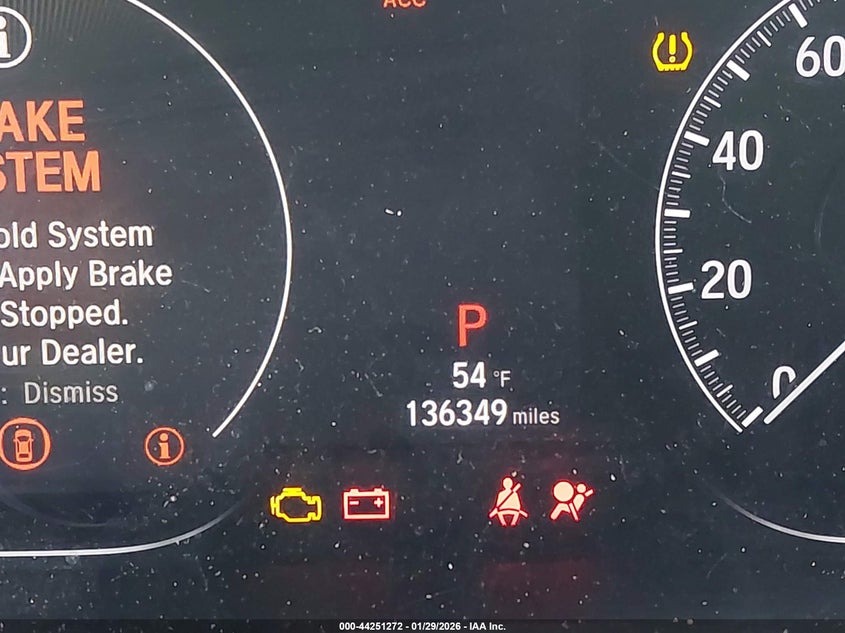 ACC
60
AKE
STEM
40
old System
Apply Brake
20
Stopped.
P
ur Dealer.
54 °F
0
: Dismiss
136349 miles
000-44251272 - 01/29/2026 - IAA Inc.